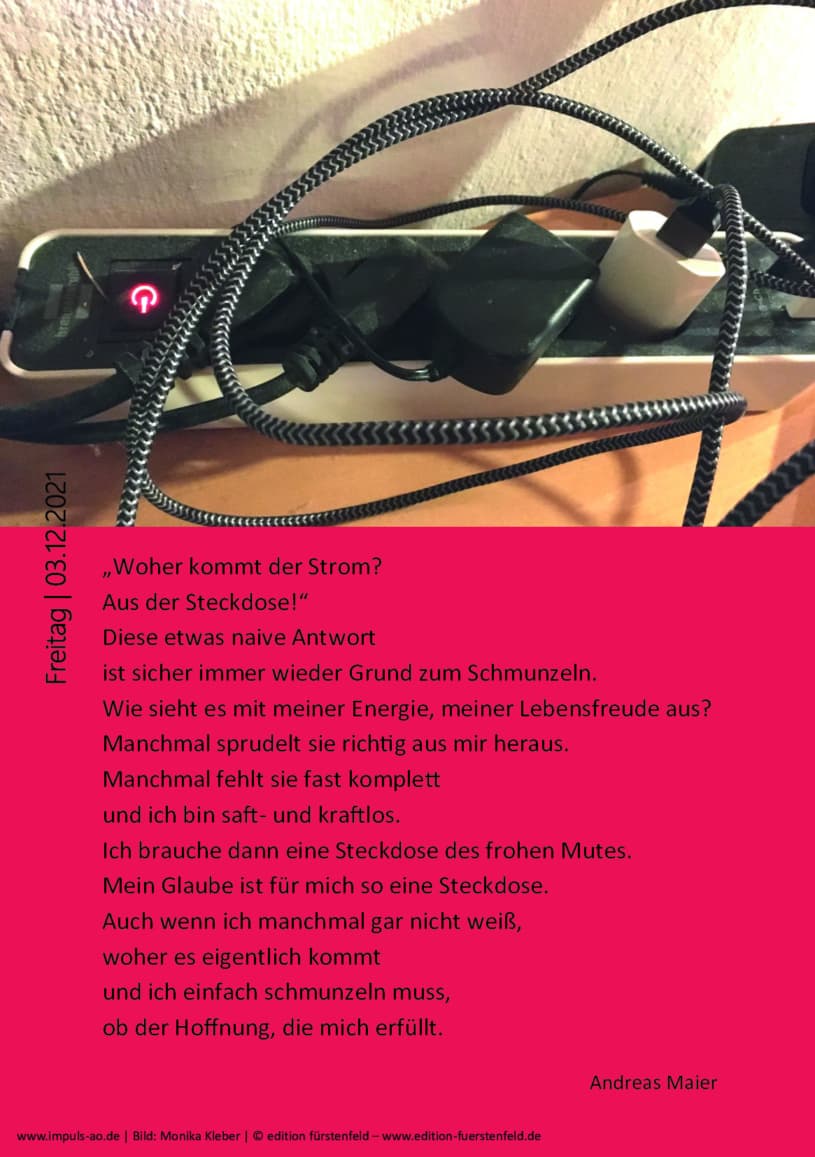 Freitag | 03.12.2021
„Woher kommt der Strom?
Aus der Steckdose!“
Diese etwas naive Antwort
ist sicher immer wieder Grund zum Schmunzeln.
Wie sieht es mit meiner Energie, meiner Lebensfreude aus?
Manchmal sprudelt sie richtig aus mir heraus.
Manchmal fehlt sie fast komplett
und ich bin saft- und kraftlos.
Ich brauche dann eine Steckdose des frohen Mutes.
Mein Glaube ist für mich so eine Steckdose.
Auch wenn ich manchmal gar nicht weiß,
woher es eigentlich kommt
und ich einfach schmunzeln muss,
ob der Hoffnung, die mich erfüllt.
Andreas Maier
www.impuls-ao.de | Bild: Monika Kleber | © edition fürstenfeld – www.edition-fuerstenfeld.de